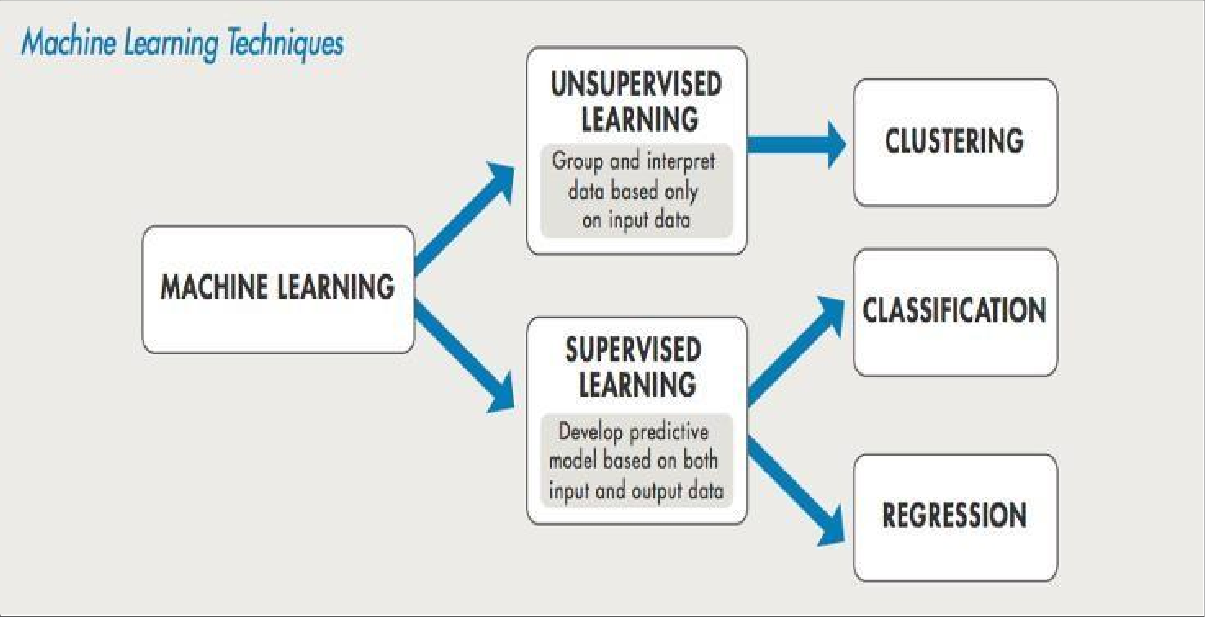 Machine Learning Techniques
UNSUPERVISED
LEARNING
Group and interpret
data based only
on input data
CLUSTERING
MACHINE LEARNING
SUPERVISED
LEARNING
Develop predictive
model based on both
input and output data
CLASSIFICATION
REGRESSION